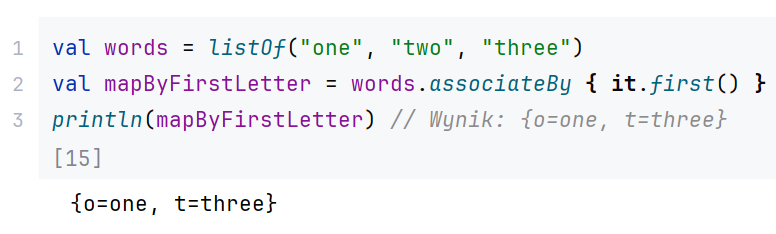 1 val words = listOf("one", "two", "three")
2 val mapByFirstLetter = words.associateBy { it.first() }
3 println(mapByFirstLetter) // Wynik: {o=one, t=three}
[15]
{o=one, t=three}